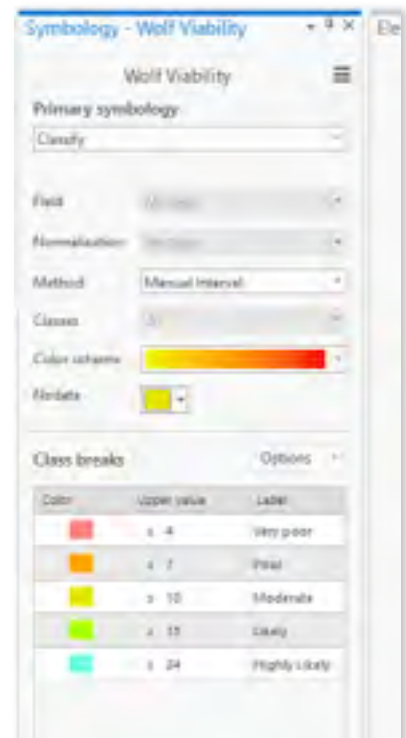 Symbology - Wolf Viability
Ele
Wolf Viability
Primary symbology
Classify
Field
Normalization
Method Manual Interval
Classes
Color scheme
Nodata
Class breaks Options
Color Upper value Label
≤ 4 Very poor
≤ 7 Poor
≤ 10 Moderate
≤ 15 Likely
≤ 24 Highly Likely